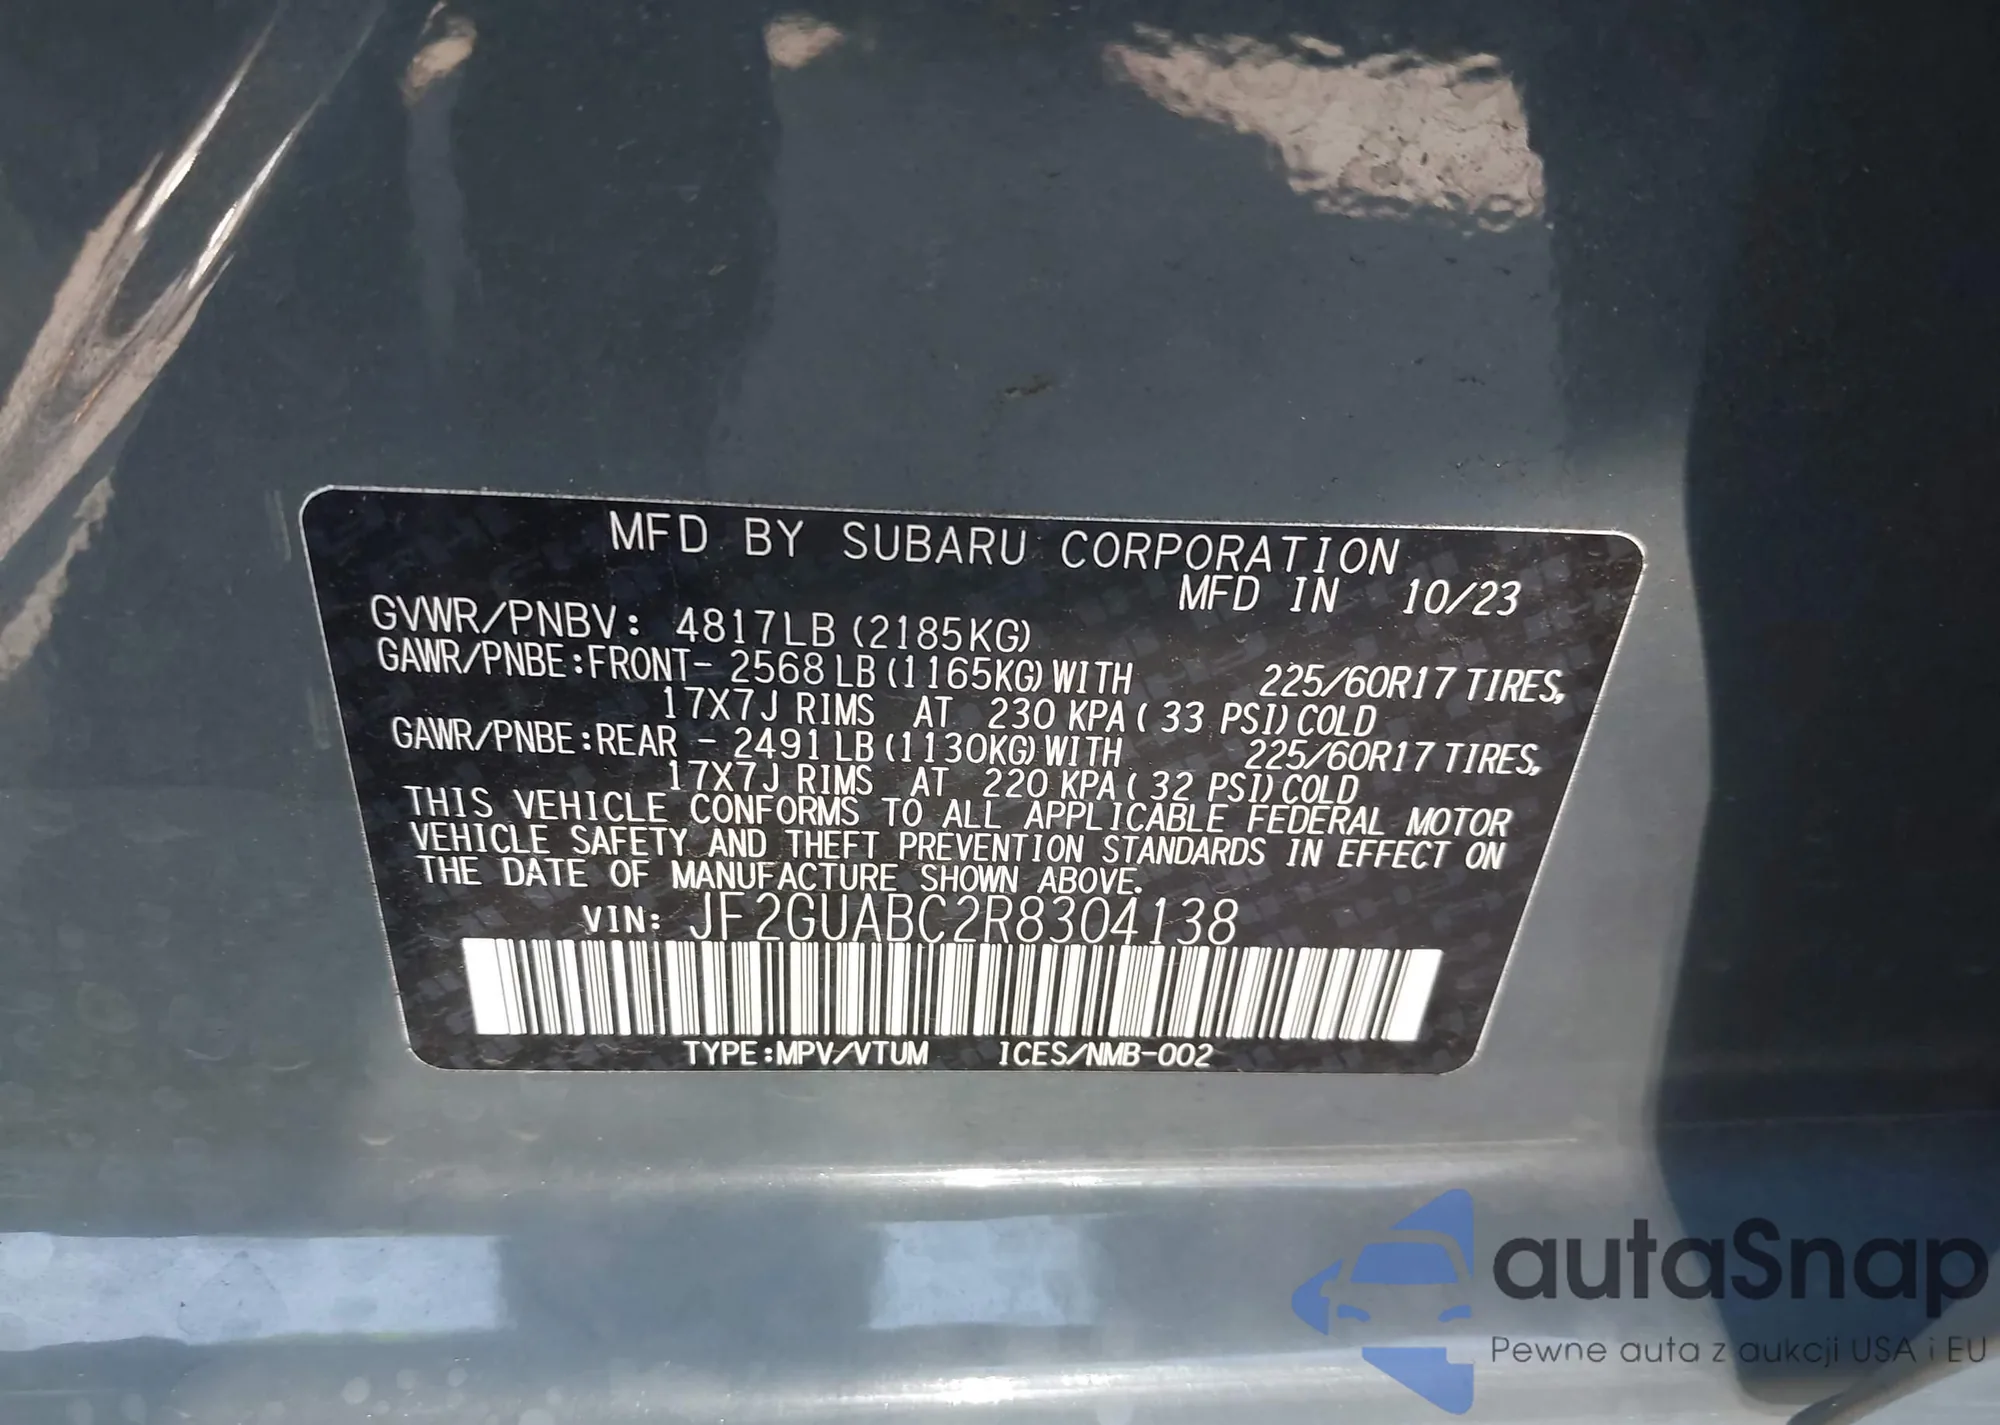 MFD BY SUBARU CORPORATION
MFD IN 10/23
GVWR/PNBV: 4817LB (2185KG)
GAWR/PNBE:FRONT- 2568 LB (1165KG) WITH 225/60R17 TIRES,
17X7J RIMS AT 230 KPA ( 33 PSI) COLD
GAWR/PNBE:REAR - 2491 LB (1130KG) WITH 225/60R17 TIRES,
17X7J RIMS AT 220 KPA ( 32 PSI) COLD
THIS VEHICLE CONFORMS TO ALL APPLICABLE FEDERAL MOTOR
VEHICLE SAFETY AND THEFT PREVENTION STANDARDS IN EFFECT ON
THE DATE OF MANUFACTURE SHOWN ABOVE.
VIN: JF2GUABC2R8304138
TYPE:MPV/VTUM ICES/NMB-002
autaSnap
Pewne auta z aukcji USA i EU